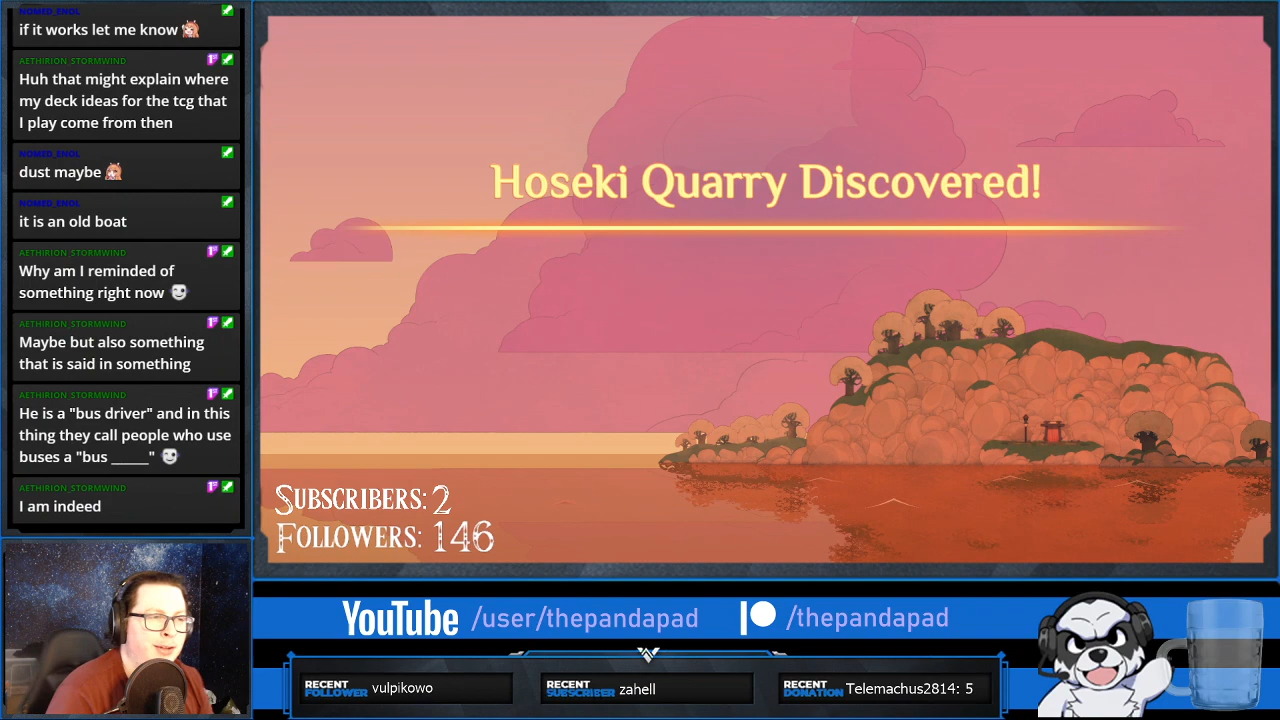 NOMED_ENOL
if it works let me know
AETHIRION_STORMWIND
Huh that might explain where
my deck ideas for the tcg that
I play come from then
NOMED_ENOL
dust maybe
NOMED_ENOL
it is an old boat
AETHIRION_STORMWIND
Why am I reminded of
something right now
AETHIRION_STORMWIND
Maybe but also something
that is said in something
AETHIRION_STORMWIND
He is a "bus driver" and in this
thing they call people who use
buses a "bus ______"
AETHIRION_STORMWIND
I am indeed
Hoseki Quarry Discovered!
Subscribers: 2
Followers: 146
YouTube /user/thepandapad
/thepandapad
RECENT FOLLOWER vulpikowo
RECENT SUBSCRIBER zahell
RECENT DONATION Telemachus2814: 5